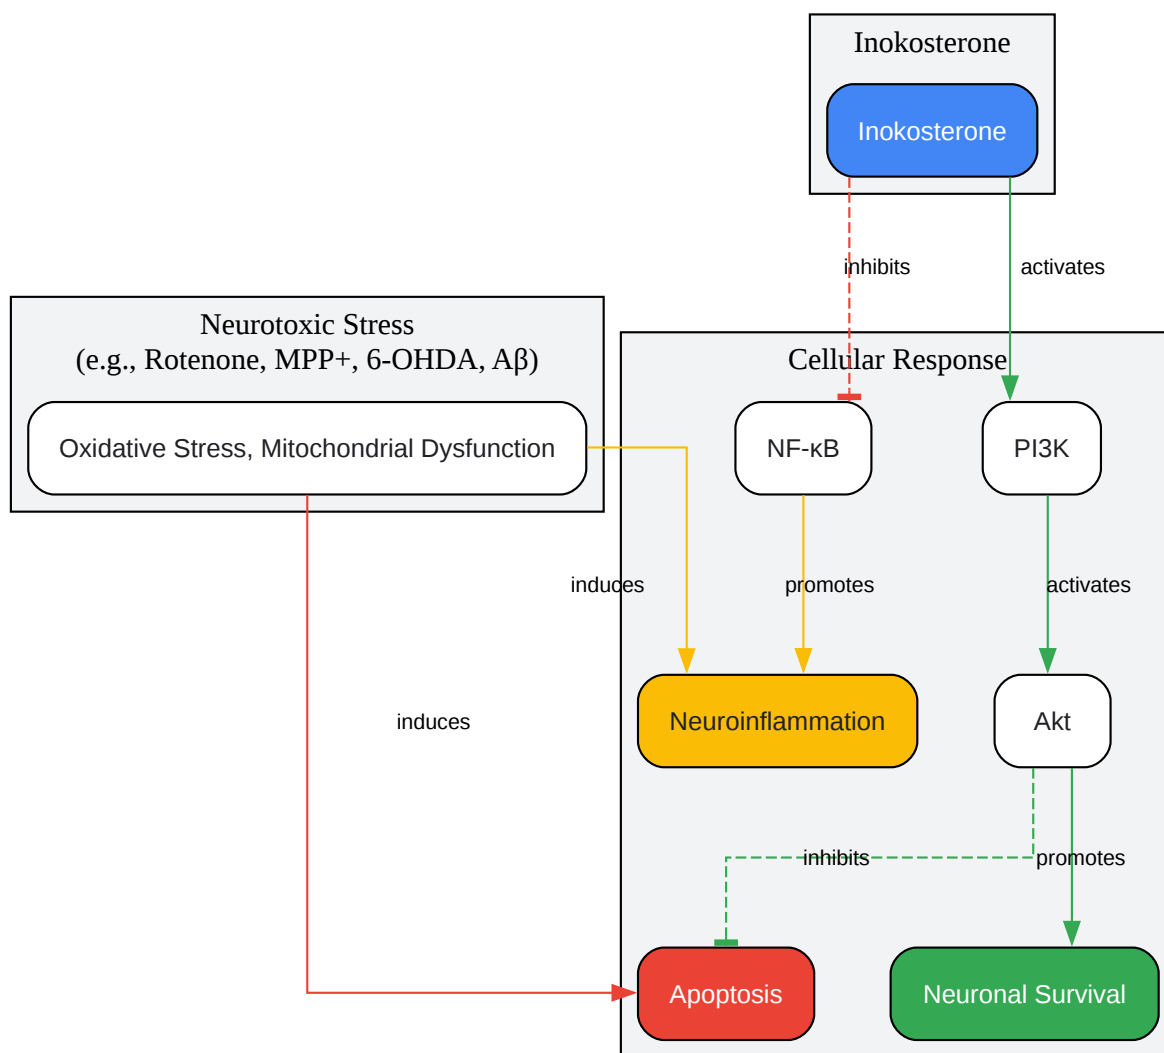 Inokosterone
Inokosterone
inhibits
activates
Neurotoxic Stress
(e.g., Rotenone, MPP+, 6-OHDA, Aβ)
Oxidative Stress, Mitochondrial Dysfunction
Cellular Response
NF-κB
PI3K
induces
promotes
activates
induces
Neuroinflammation
Akt
inhibits
promotes
Apoptosis
Neuronal Survival